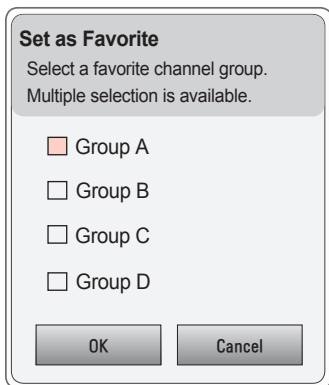 Set as Favorite
Select a favorite channel group.
Multiple selection is available.
Group A
Group B
Group C
Group D
OK Cancel